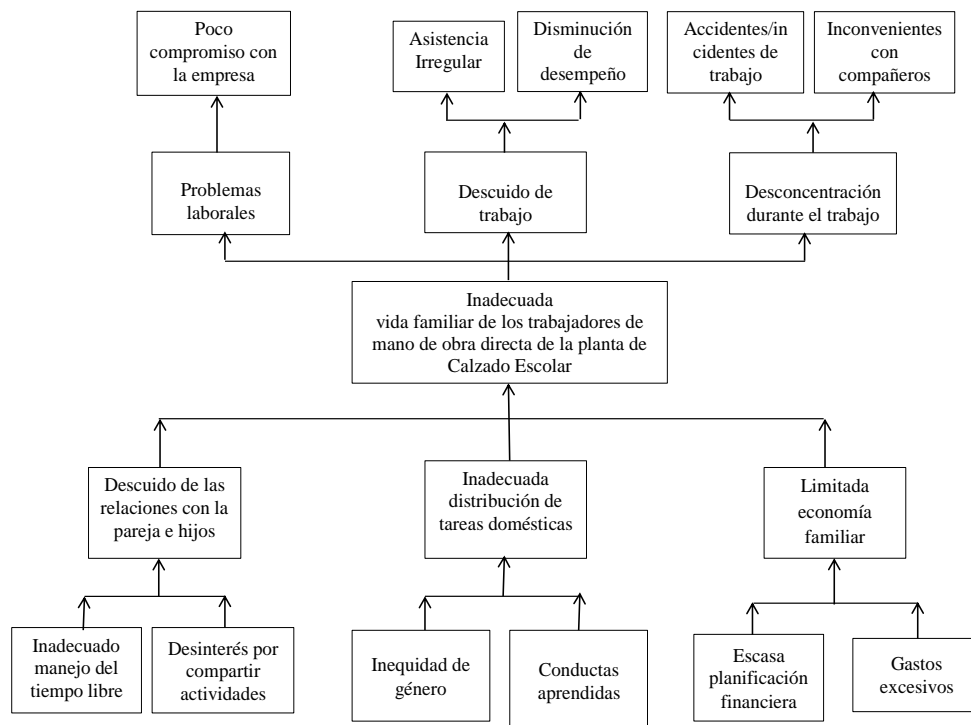 Poco
compromiso con
la empresa
Asistencia
Irregular
Disminución
de
desempeño
Accidentes/in
cidentes de
trabajo
Inconvenientes
con
compañeros
Problemas
laborales
Descuido de
trabajo
Desconcentración
durante el trabajo
Inadecuada
vida familiar de los trabajadores de
mano de obra directa de la planta de
Calzado Escolar
Descuido de las
relaciones con la
pareja e hijos
Inadecuada
distribución de
tareas domésticas
Limitada
economía
familiar
Inadecuado
manejo del
tiempo libre
Desinterés por
compartir
actividades
Inequidad de
género
Conductas
aprendidas
Escasa
planificación
financiera
Gastos
excesivos